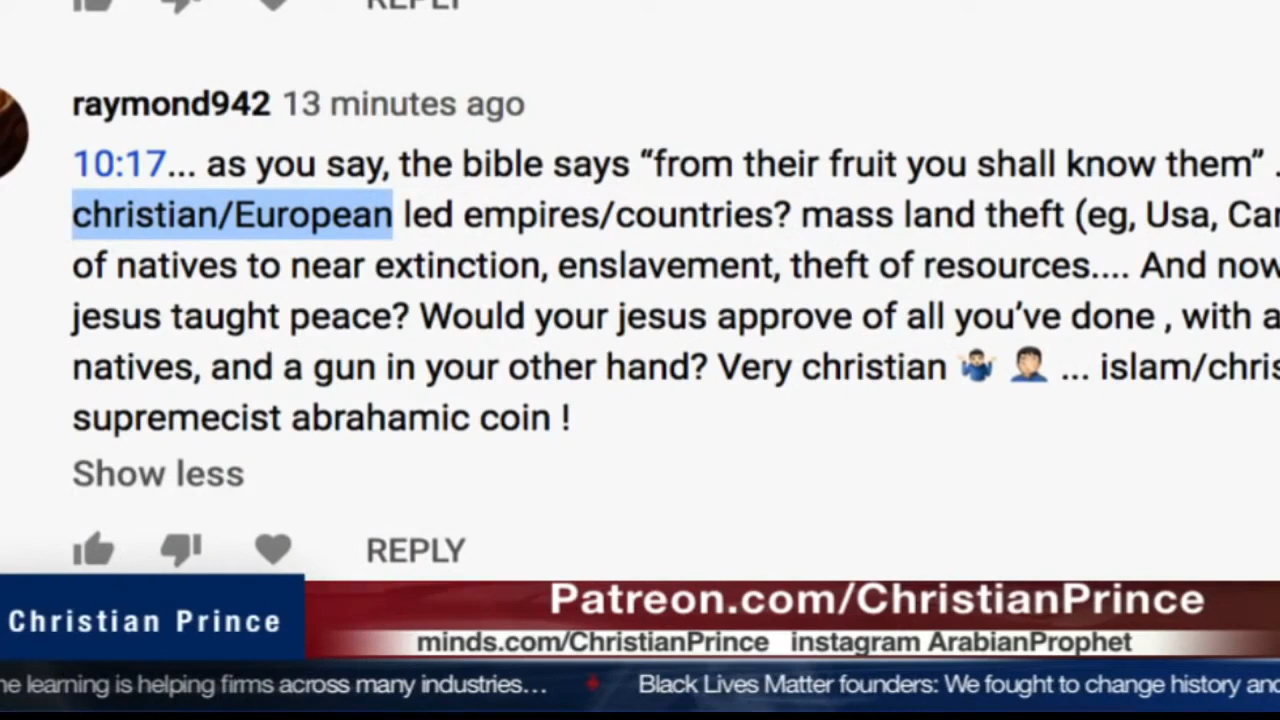 REPLY
raymond942 13 minutes ago
10:17... as you say, the bible says “from their fruit you shall know them” .
christian/European led empires/countries? mass land theft (eg, Usa,
of natives to near extinction, enslavement, theft of resources.... And now
jesus taught peace? Would your jesus approve of all you’ve done , with a
natives, and a gun in your other hand? Very christian 🤷🏻‍♂️ 🤦🏻‍♂️ ... islam/chris
supremecist abrahamic coin !
Show less
REPLY
Patreon.com/ChristianPrince
Christian Prince
minds.com/ChristianPrince instagram ArabianProphet
ne learning is helping firms across many industries... Black Lives Matter founders: We fought to change history and